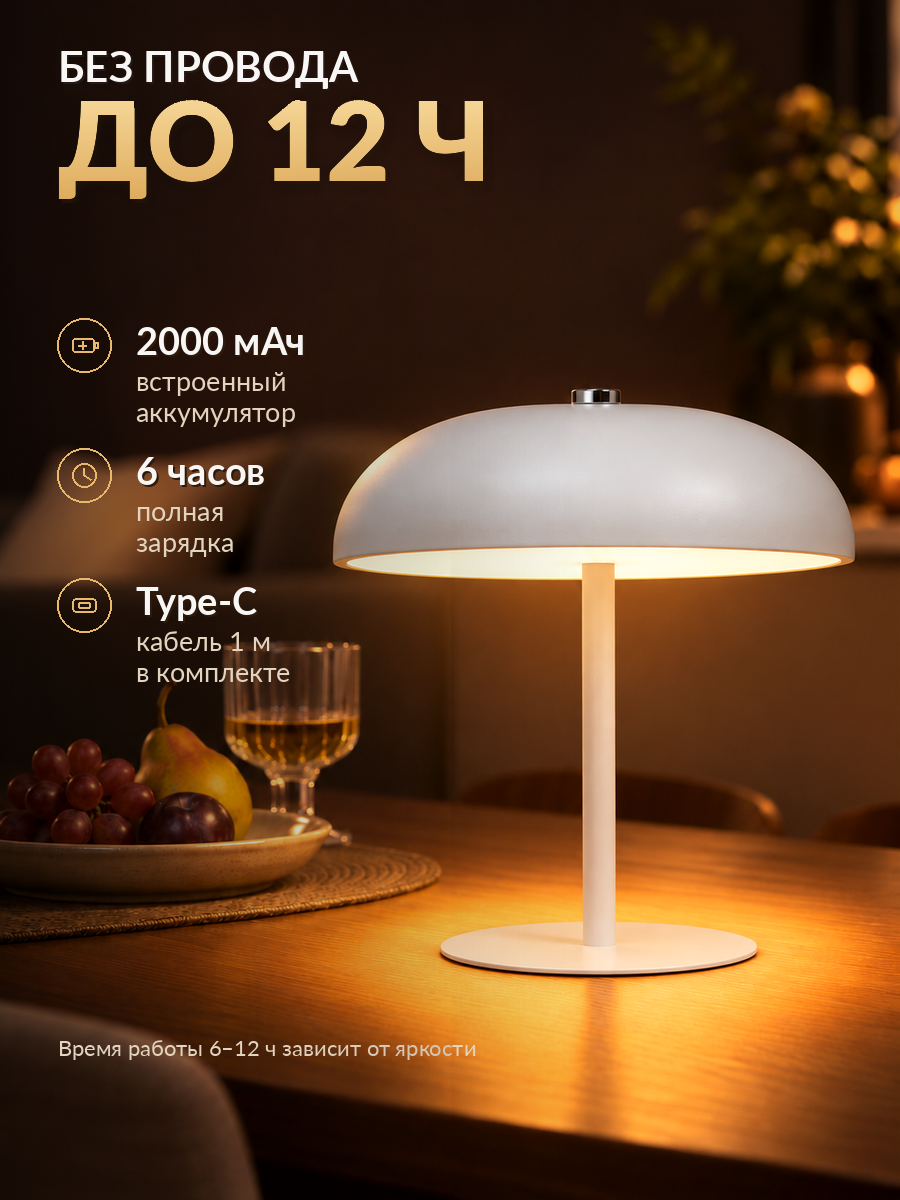 БЕЗ ПРОВОДА
ДО 12 Ч
2000 мАч
встроенный
аккумулятор
6 часов
полная
зарядка
Type-C
кабель 1 м
в комплекте
Время работы 6–12 ч зависит от яркости